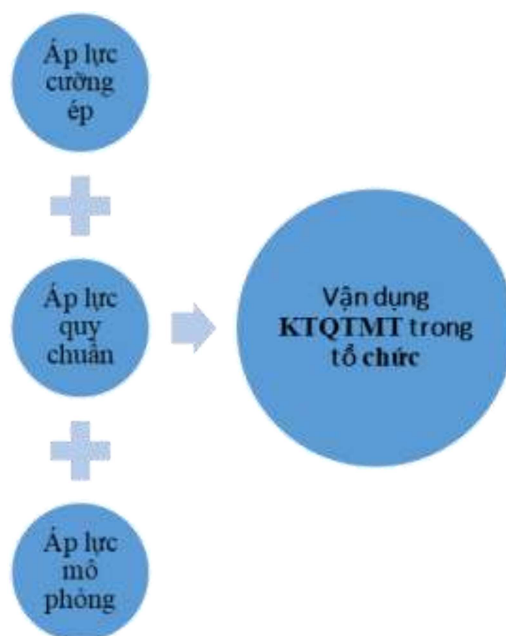 Áp lực
cưỡng
ép
Áp lực
quy
chuẩn
Áp lực
mô
phỏng
Vận dụng
KTQTMT trong
tổ chức